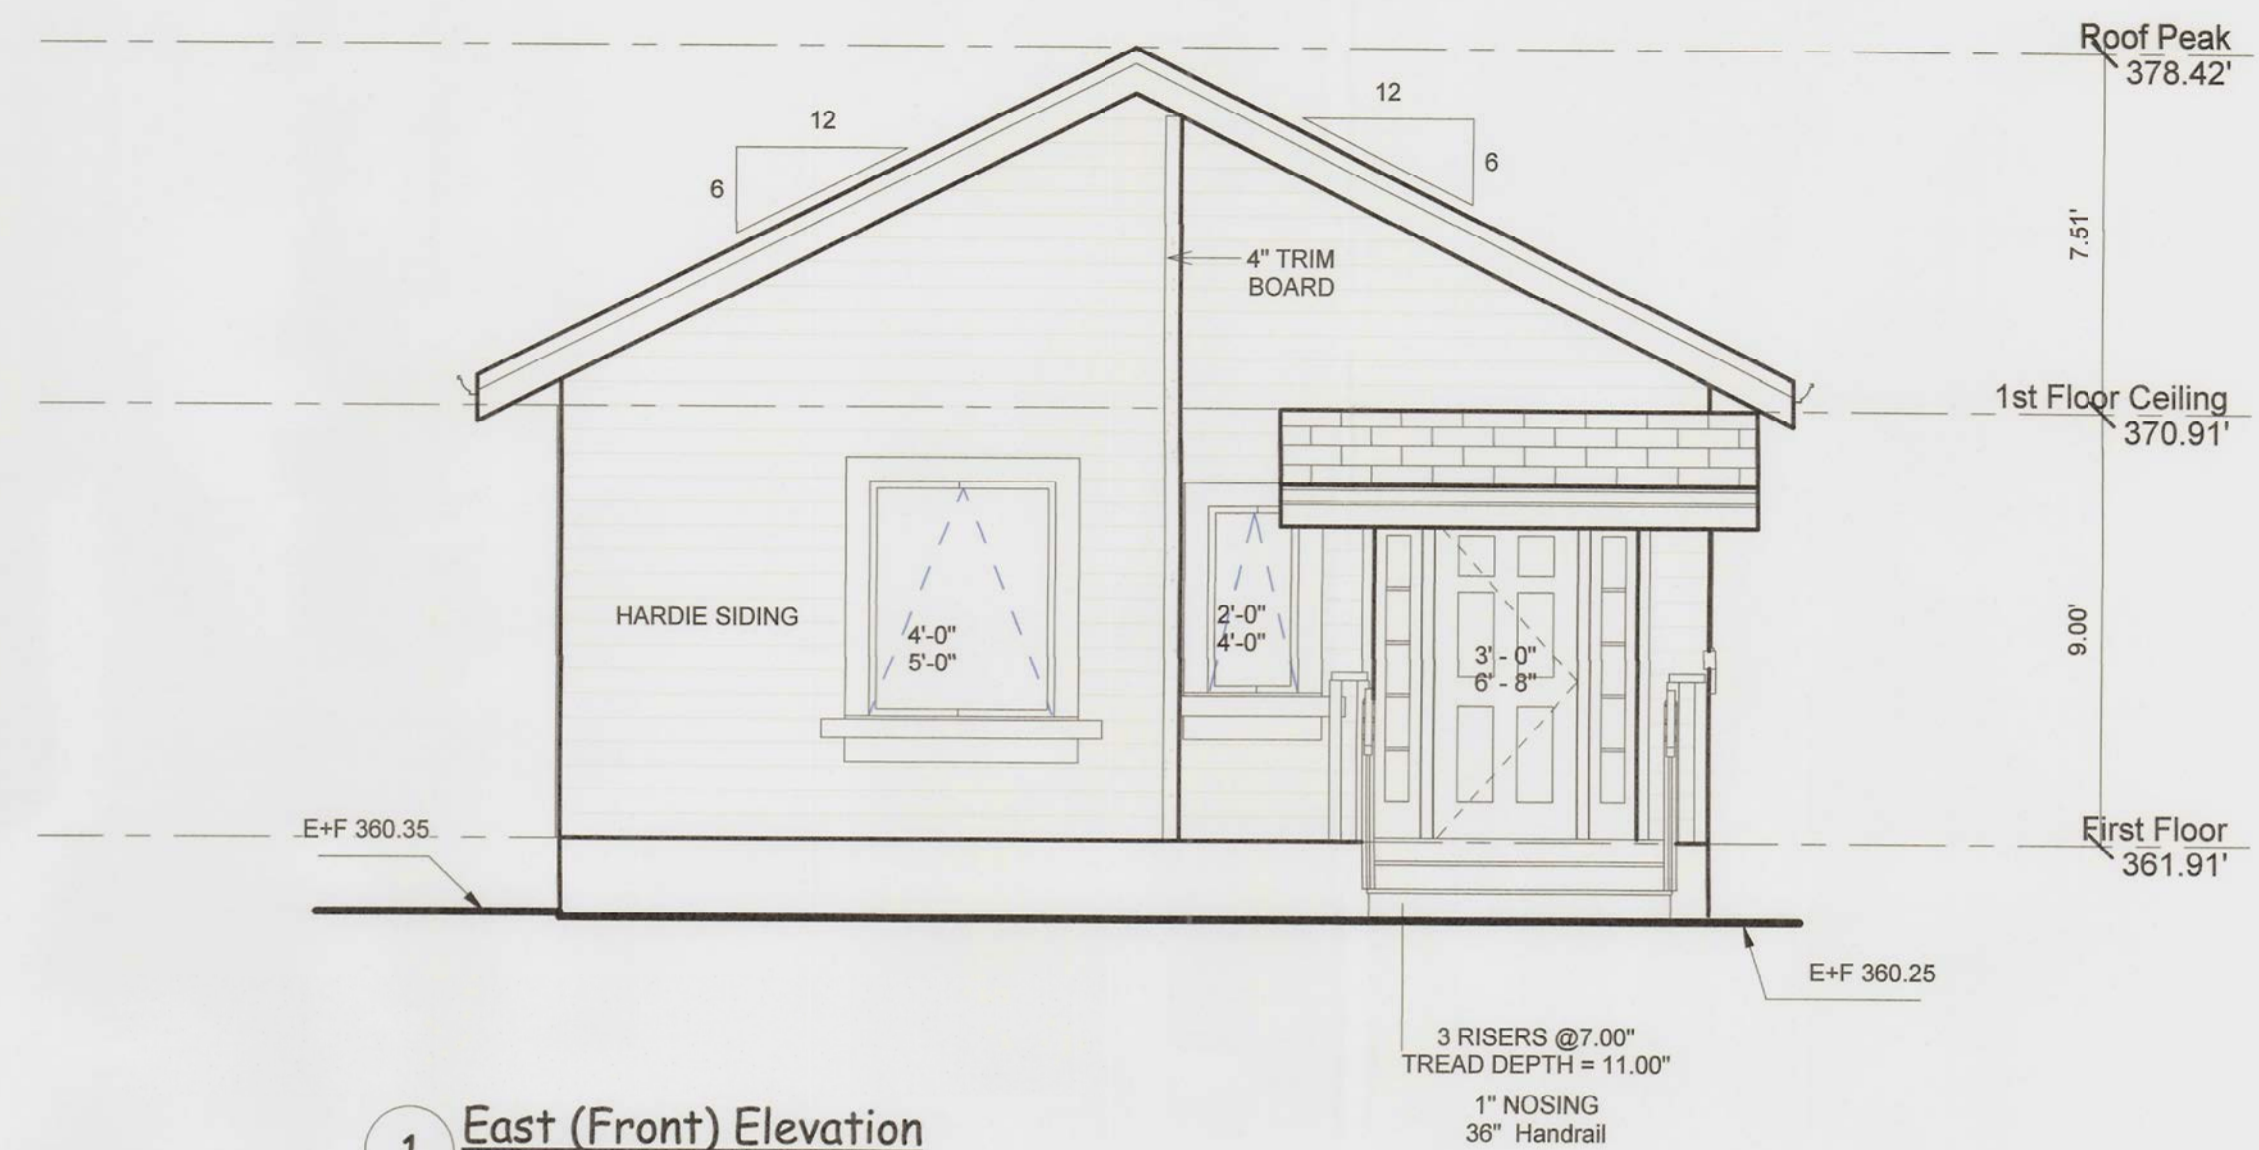 Roof Peak
378.42'
12
12
6
6
7.51'
4" TRIM
BOARD
1st Floor Ceiling
370.91'
HARDIE SIDING
4'-0"
5'-0"
2'-0"
4'-0"
3' - 0"
6' - 8"
9.00'
E+F 360.35
First Floor
361.91'
E+F 360.25
3 RISERS @7.00"
TREAD DEPTH = 11.00"
1" NOSING
36" Handrail
1
East (Front) Elevation